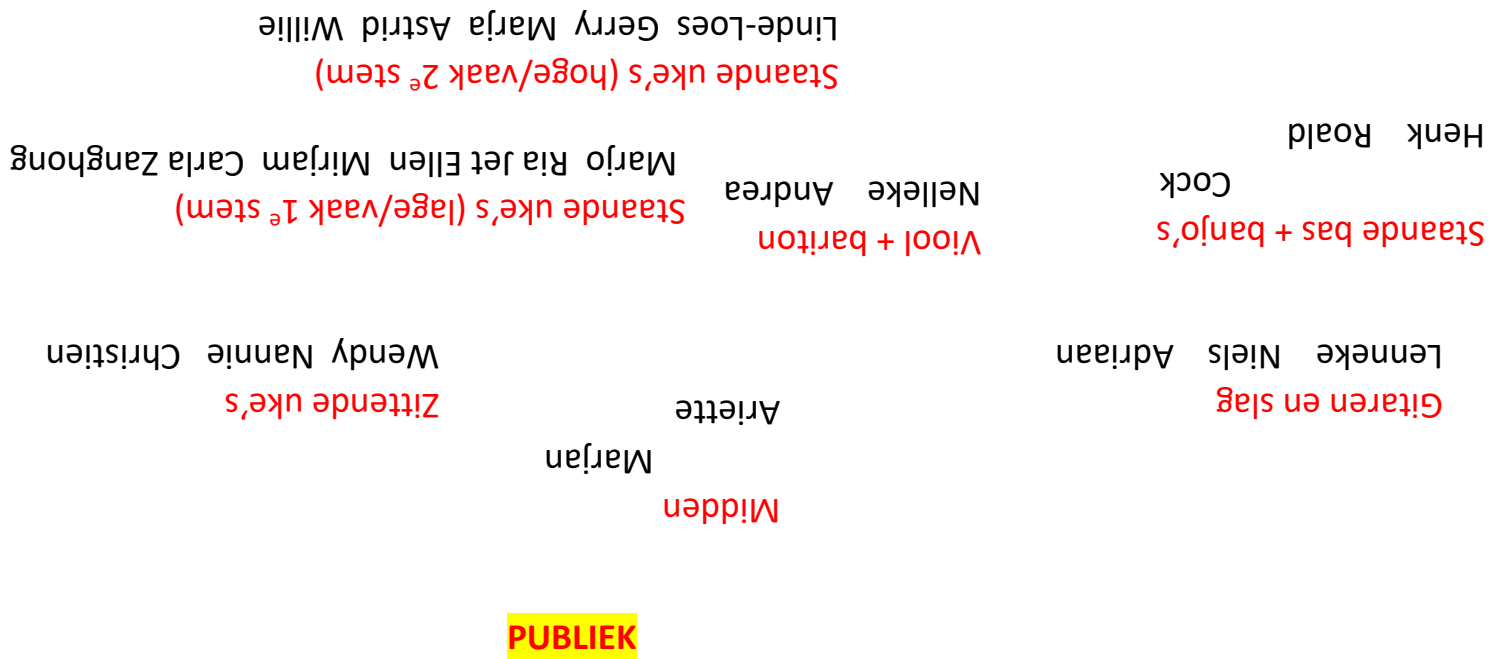 Linde-Loes Gerry Marja Astrid Willie
Staande uke's (hoge/vaak 2e stem)
Henk Roald
Marjo Ria Jet Ellen Mirjam Carla Zanghong
Nelleke Andrea
Cock
Staande uke's (lage/vaak 1e stem)
Viool + bariton
Staande bas + banjo's
Wendy Nannie Christien
Lenneke Niels Adriaan
Zittende uke's
Ariette
Gitaren en slag
Marjan
Midden
PUBLIEK